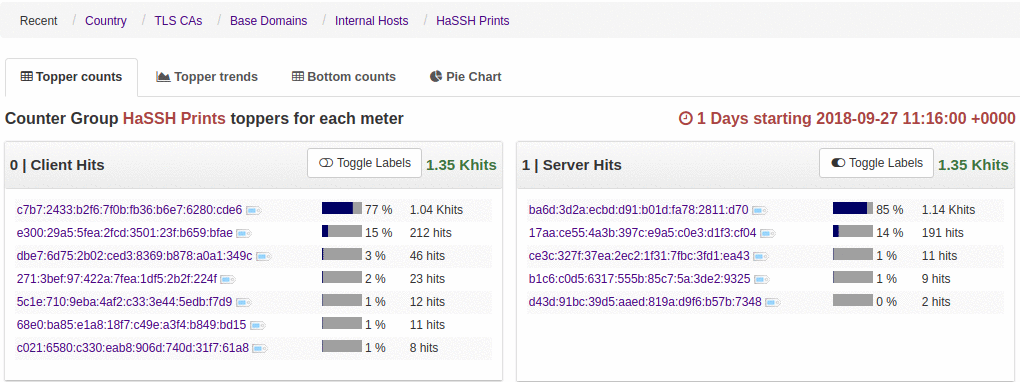 Recent / Country / TLS CAs / Base Domains / Internal Hosts / HaSSH Prints
Topper counts Topper trends Bottom counts Pie Chart
Counter Group HaSSH Prints toppers for each meter
1 Days starting 2018-09-27 11:16:00 +0000
0 | Client Hits Toggle Labels 1.35 Khits
c7b7:2433:b2f6:7f0b:fb36:b6e7:6280:cde6 77 % 1.04 Khits
e300:29a5:5fea:2fcd:3501:23f:b659:bfae 15 % 212 hits
dbe7:6d75:2b02:ced3:8369:b878:a0a1:349c 3 % 46 hits
271:3bef:97:422a:7fea:1df5:2b2f:224f 2 % 23 hits
5c1e:710:9eba:4af2:c33:3e44:5edb:f7d9 1 % 12 hits
68e0:ba85:e1a8:18f7:c49e:a3f4:b849:bd15 1 % 11 hits
c021:6580:c330:eab8:906d:740d:31f7:61a8 1 % 8 hits
1 | Server Hits Toggle Labels 1.35 Khits
ba6d:3d2a:ecbd:d91:b01d:fa78:2811:d70 85 % 1.14 Khits
17aa:ce55:4a3b:397c:e9a5:c0e3:d1f3:cf04 14 % 191 hits
ce3c:327f:37ea:2ec2:1f31:7fbc:3fd1:ea43 1 % 11 hits
b1c6:c0d5:6317:555b:85c7:5a:3de2:9325 1 % 9 hits
d43d:91bc:39d5:aaed:819a:d9f6:b57b:7348 0 % 2 hits